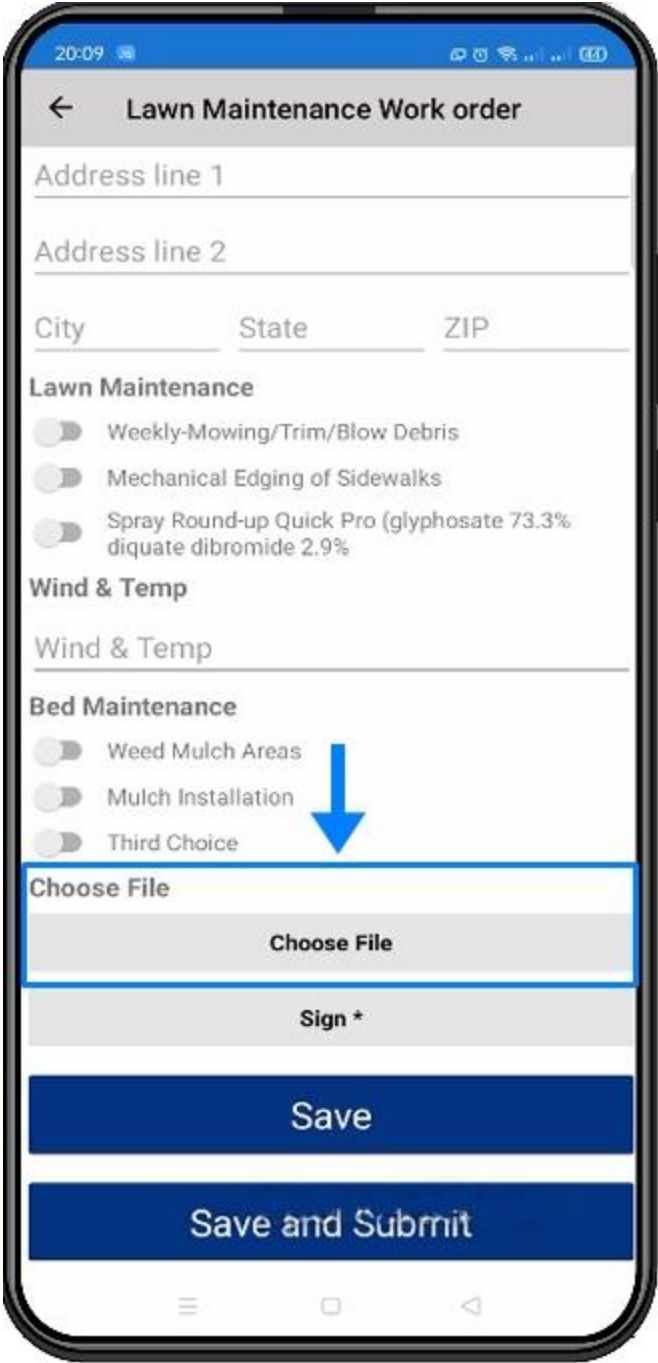 20:09
Lawn Maintenance Work order
Address line 1
Address line 2
City State ZIP
Lawn Maintenance
Weekly-Mowing/Trim/Blow Debris
Mechanical Edging of Sidewalks
Spray Round-up Quick Pro (glyphosate 73.3%
diquate dibromide 2.9%
Wind & Temp
Wind & Temp
Bed Maintenance
Weed Mulch Areas
Mulch Installation
Third Choice
Choose File
Choose File
Sign *
Save
Save and Submit